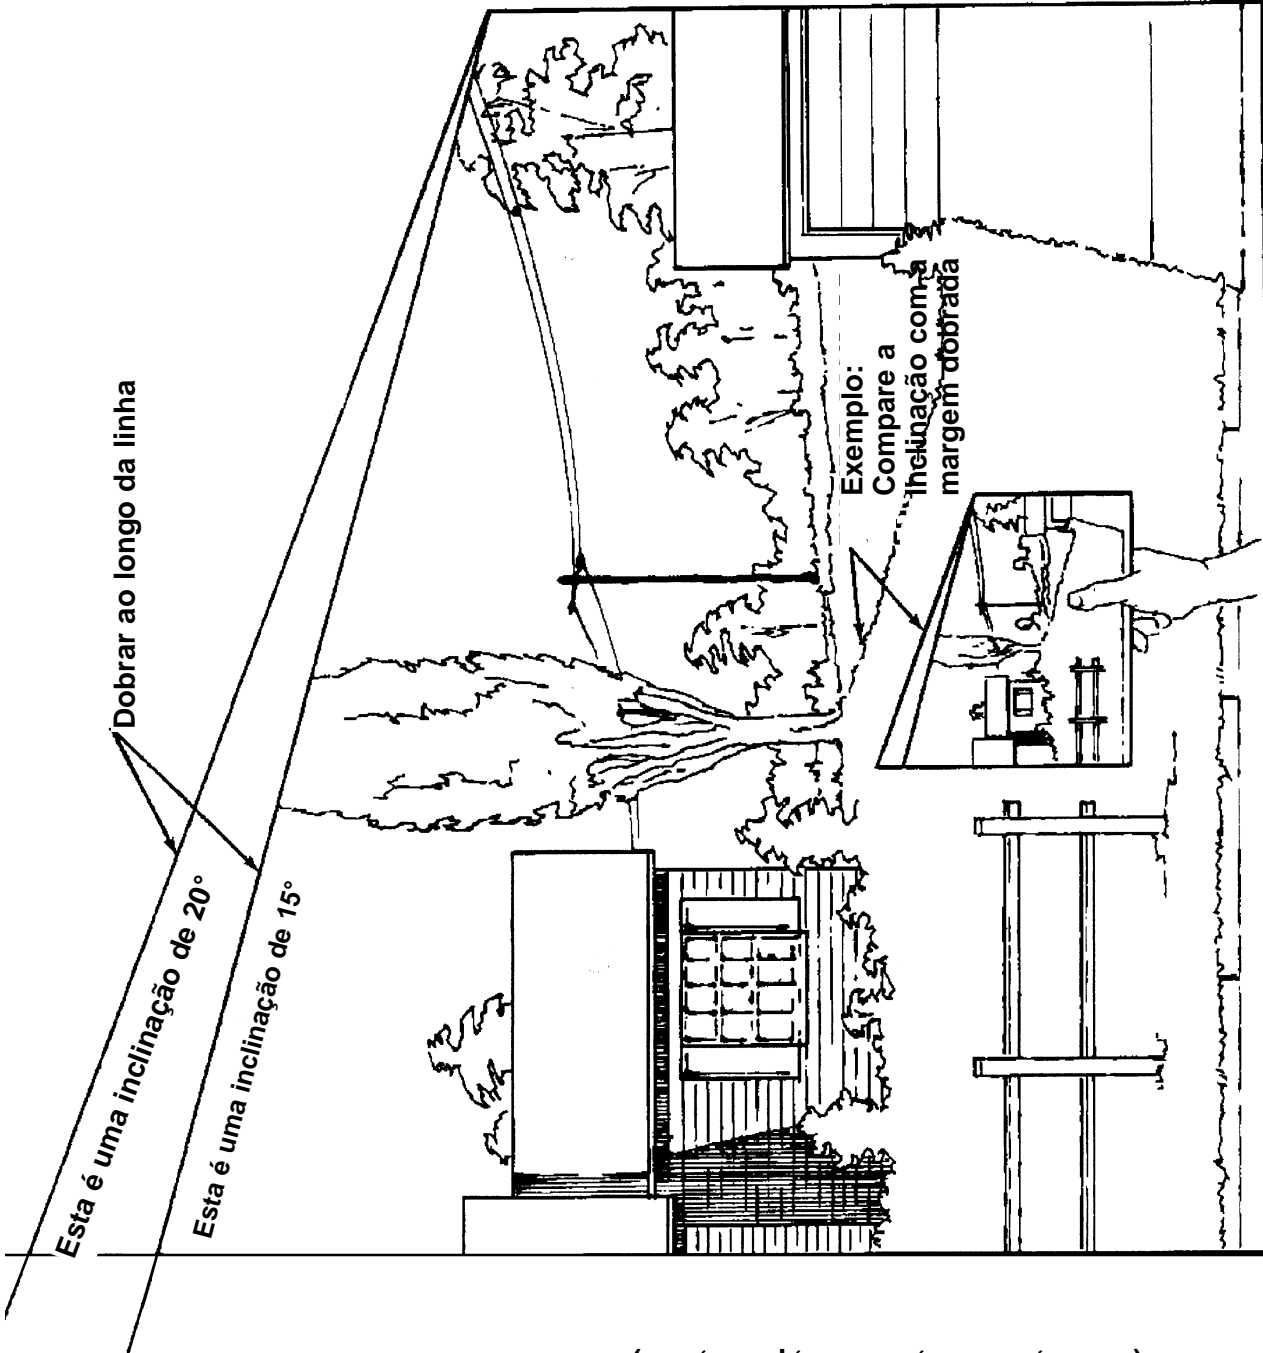 Dobrar ao longo da linha
Esta é uma inclinação de 20°
Esta é uma inclinação de 15°
Exemplo:
Compare a
Inclinação com a
margem dobrada